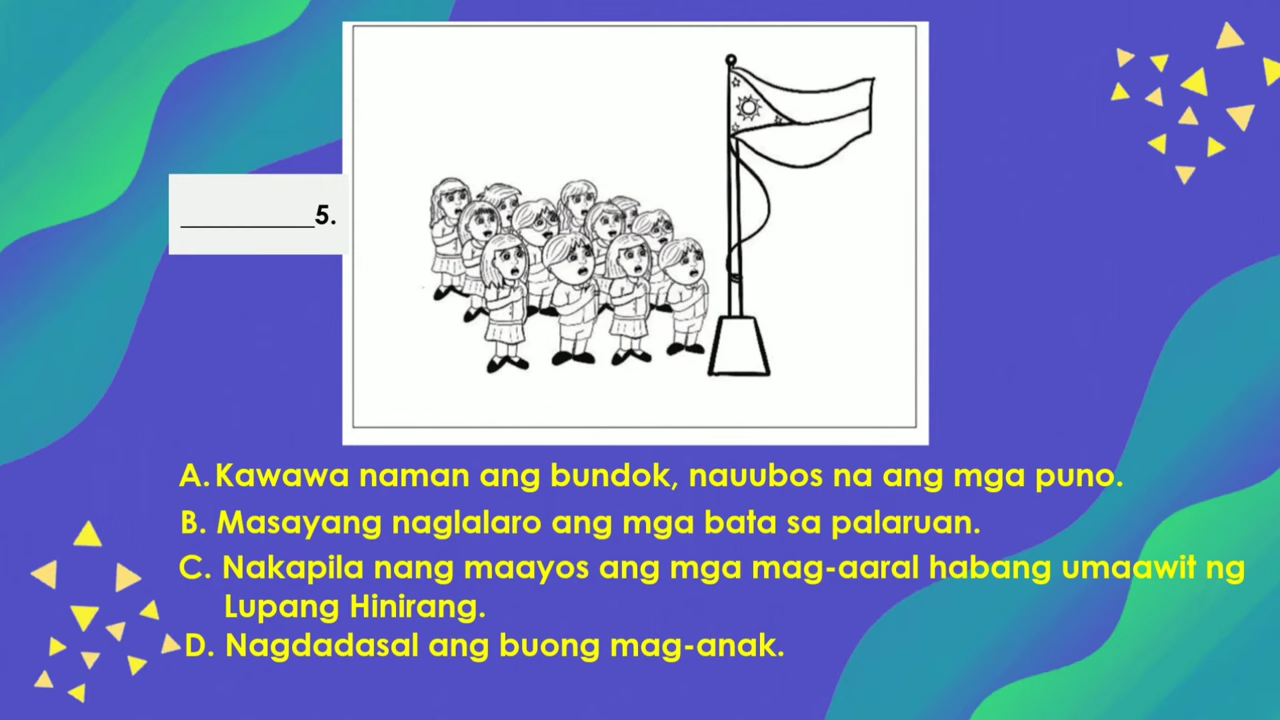 __________5.
A. Kawawa naman ang bundok, nauubos na ang mga puno.
B. Masayang naglalaro ang mga bata sa palaruan.
C. Nakapila nang maayos ang mga mag-aaral habang umaawit ng
Lupang Hinirang.
D. Nagdadasal ang buong mag-anak.